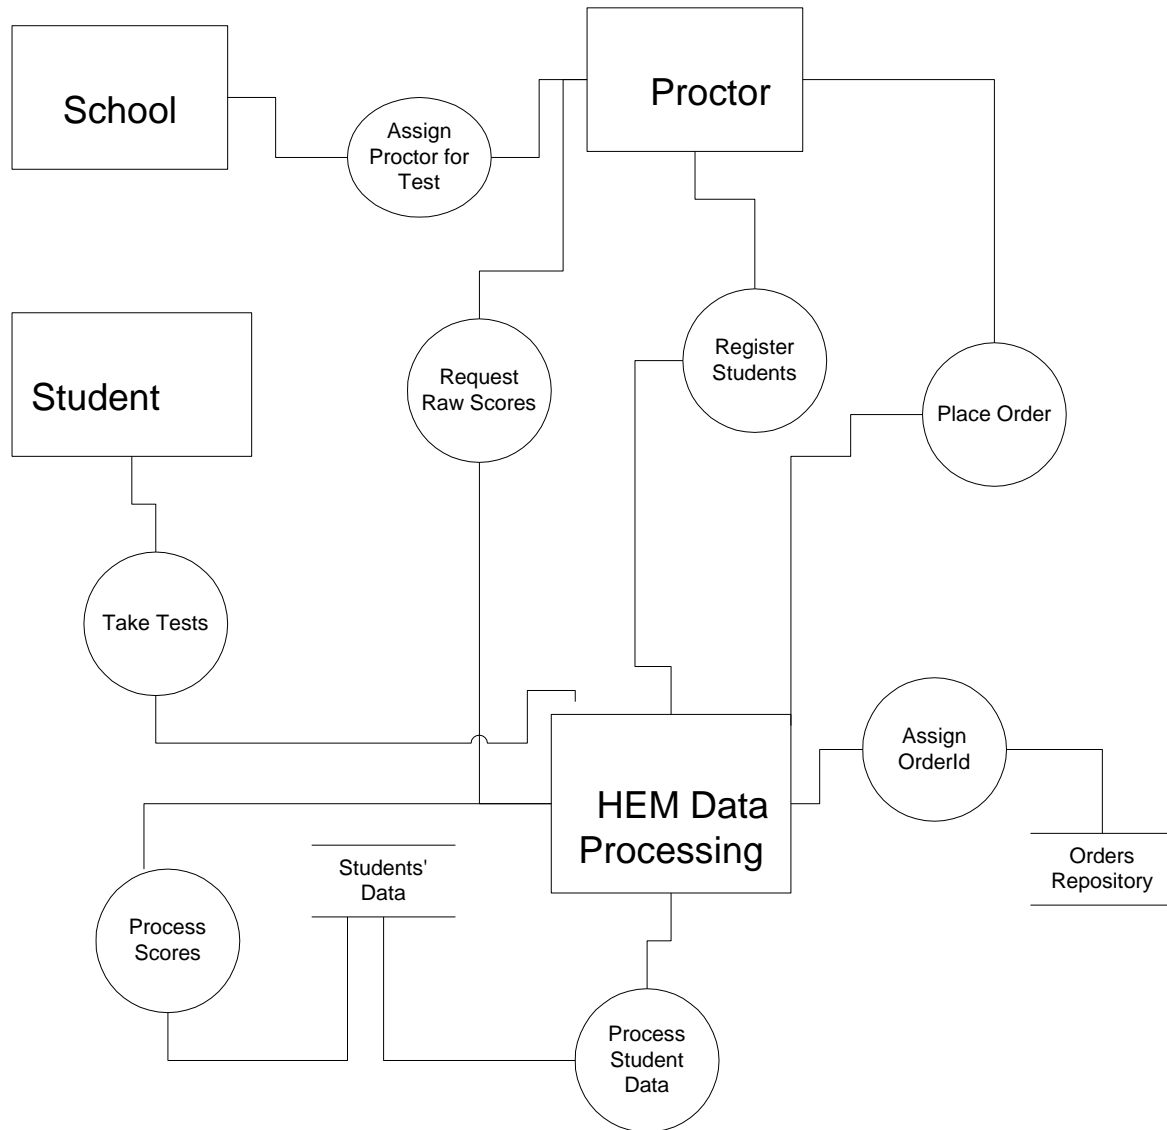 School
Proctor
Assign
Proctor for
Test
Student
Request
Raw Scores
Register
Students
Place Order
Take Tests
Assign
OrderId
HEM Data
Processing
Students'
Data
Orders
Repository
Process
Scores
Process
Student
Data